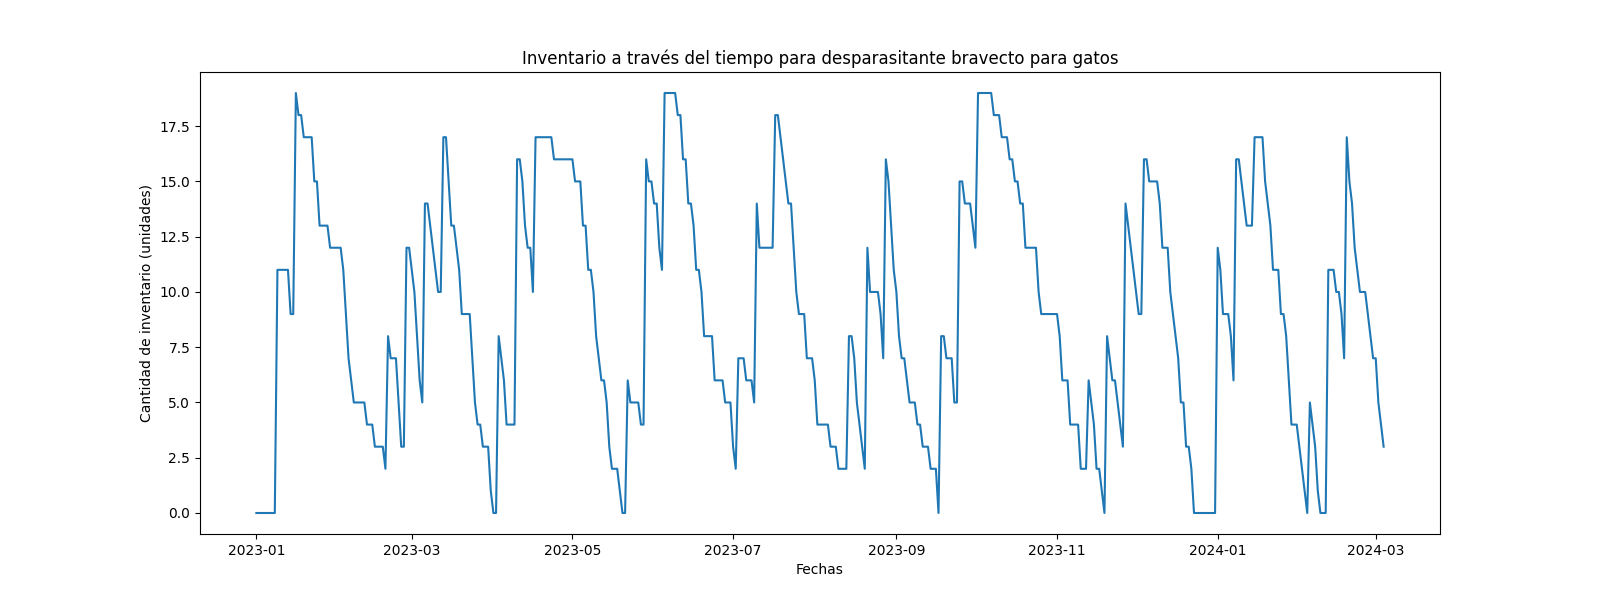 Inventario a través del tiempo para desparasitante bravecto para gatos
Cantidad de inventario (unidades)
17.5
15.0
12.5
10.0
7.5
5.0
2.5
0.0
2023-01 2023-03 2023-05 2023-07 2023-09 2023-11 2024-01 2024-03
Fechas